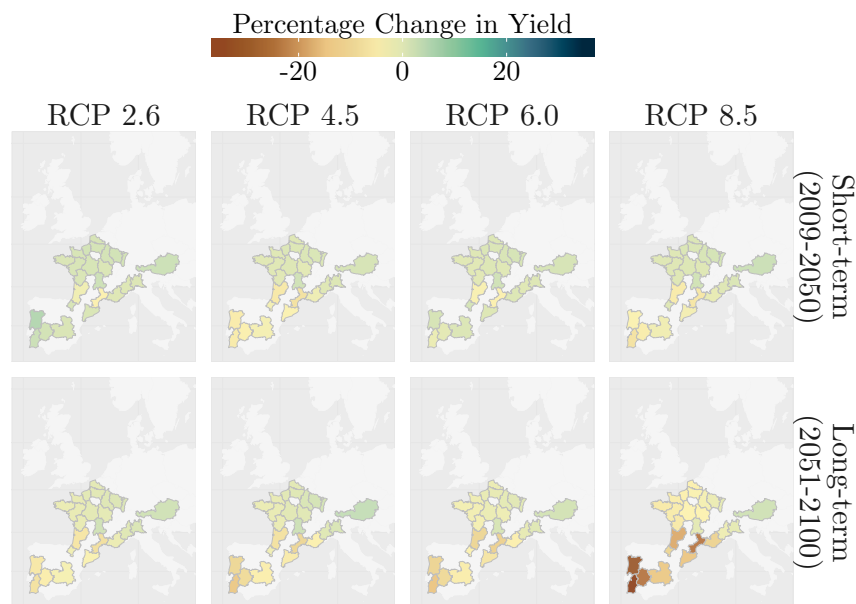 Percentage Change in Yield
-20 0 20
RCP 2.6 RCP 4.5 RCP 6.0 RCP 8.5
Short-term
(2009-2050)
Long-term
(2051-2100)